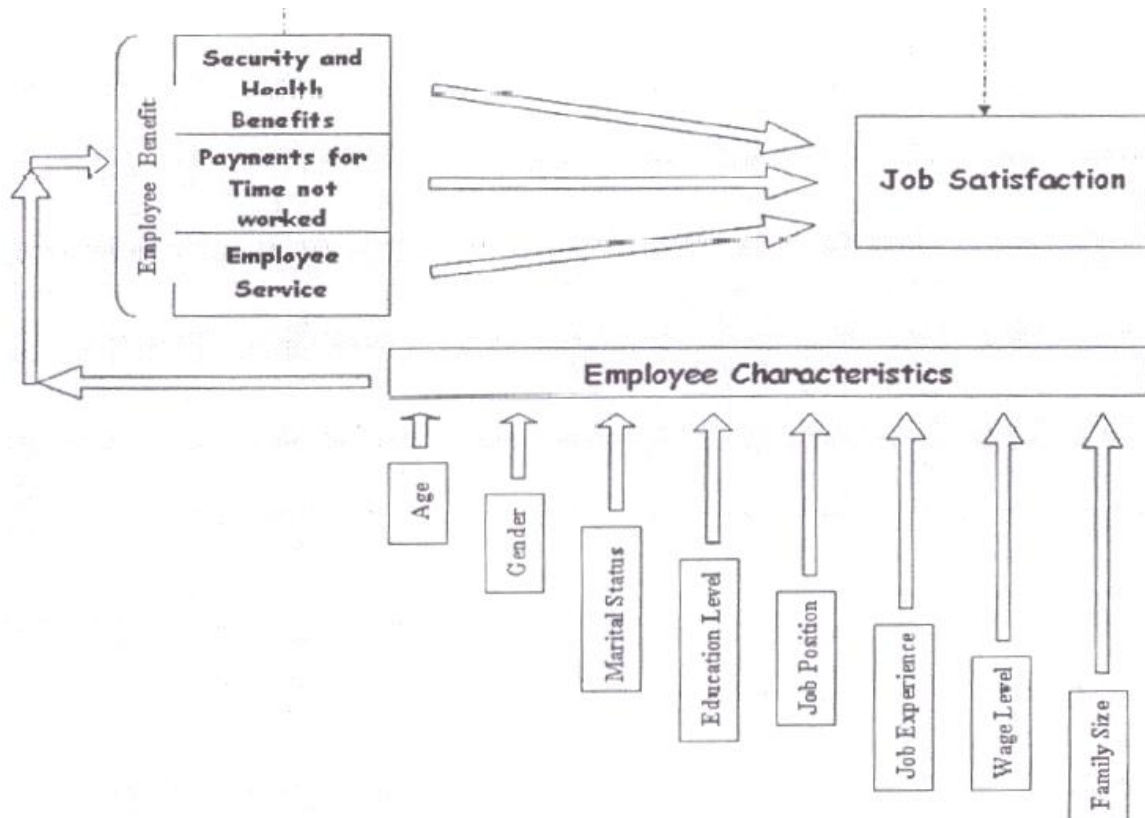 Security and
Health
Benefits
Payments for
Time not
worked
Employee
Service
Employee Benefit
Job Satisfaction
Employee Characteristics
Age
Gender
Marital Status
Education Level
Job Position
Job Experience
Wage Level
Family Size